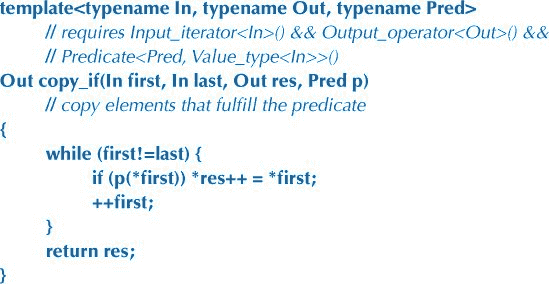 template<typename In, typename Out, typename Pred>
// requires Input_iterator<In>() && Output_operator<Out>() &&
// Predicate<Pred, Value_type<In>>()
Out copy_if(In first, In last, Out res, Pred p)
// copy elements that fulfill the predicate
{
while (first!=last) {
if (p(*first)) *res++ = *first;
++first;
}
return res;
}